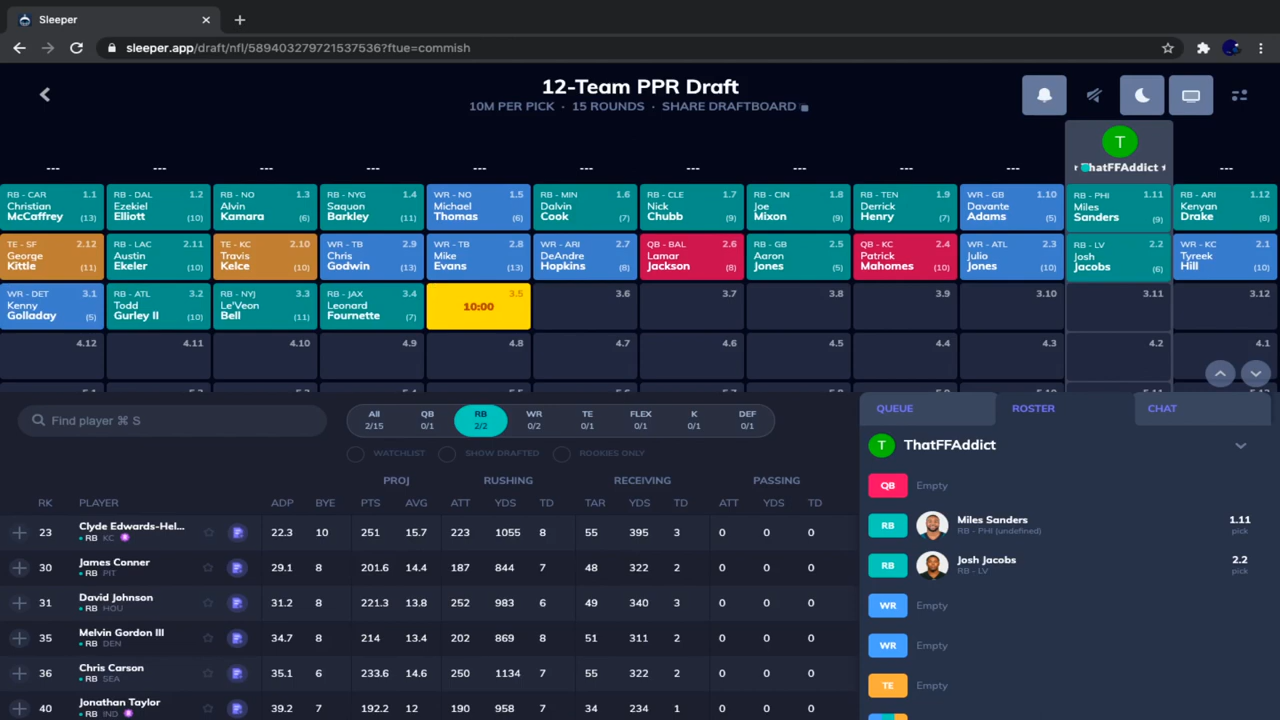 Sleeper
sleeper.app/draft/nfl/589403279721537536?ftue=commish
12-Team PPR Draft
10M PER PICK · 15 ROUNDS · SHARE DRAFTBOARD
T
--- --- --- --- --- --- --- --- --- --- ThatFFAddict ---
RB - CAR 1.1 RB - DAL 1.2 RB - NO 1.3 RB - NYG 1.4 WR - NO 1.5 RB - MIN 1.6 RB - CLE 1.7 RB - CIN 1.8 RB - TEN 1.9 WR - GB 1.10 RB - PHI 1.11 RB - ARI 1.12
Christian Ezekiel Alvin Saquon Michael Dalvin Nick Joe Derrick Davante Miles Kenyan
McCaffrey (13) Elliott (10) Kamara (6) Barkley (11) Thomas (6) Cook (7) Chubb (9) Mixon (9) Henry (7) Adams (5) Sanders (9) Drake (8)
TE - SF 2.12 RB - LAC 2.11 TE - KC 2.10 WR - TB 2.9 WR - TB 2.8 WR - ARI 2.7 QB - BAL 2.6 RB - GB 2.5 QB - KC 2.4 WR - ATL 2.3 RB - LV 2.2 WR - KC 2.1
George Austin Travis Chris Mike DeAndre Lamar Aaron Patrick Julio Josh Tyreek
Kittle (11) Ekeler (10) Kelce (10) Godwin (13) Evans (13) Hopkins (8) Jackson (8) Jones (5) Mahomes (10) Jones (10) Jacobs (6) Hill (10)
WR - DET 3.1 RB - ATL 3.2 RB - NYJ 3.3 RB - JAX 3.4 3.5 3.6 3.7 3.8 3.9 3.10 3.11 3.12
Kenny Todd Le'Veon Leonard 10:00
Golladay (5) Gurley II (10) Bell (11) Fournette (7)
4.12 4.11 4.10 4.9 4.8 4.7 4.6 4.5 4.4 4.3 4.2 4.1
Find player ⌘ S
All QB RB WR TE FLEX K DEF
2/15 0/1 2/2 0/2 0/1 0/1 0/1 0/1
WATCHLIST SHOW DRAFTED ROOKIES ONLY
PROJ RUSHING RECEIVING PASSING
RK PLAYER ADP BYE PTS AVG ATT YDS TD TAR YDS TD ATT YDS TD
23 Clyde Edwards-Hel... 22.3 10 251 15.7 223 1055 8 55 395 3 0 0 0
RB KC
30 James Conner 29.1 8 201.6 14.4 187 844 7 48 322 2 0 0 0
RB PIT
31 David Johnson 31.2 8 221.3 13.8 252 983 6 49 340 3 0 0 0
RB HOU
35 Melvin Gordon III 34.7 8 214 13.4 202 869 8 51 311 2 0 0 0
RB DEN
36 Chris Carson 35.1 6 233.6 14.6 250 1134 7 55 322 2 0 0 0
RB SEA
40 Jonathan Taylor 39.2 7 192.2 12 190 958 7 34 234 1 0 0 0
RB IND
QUEUE ROSTER CHAT
T ThatFFAddict
QB Empty
RB Miles Sanders 1.11
RB - PHI (undefined) pick
RB Josh Jacobs 2.2
RB - LV pick
WR Empty
WR Empty
TE Empty